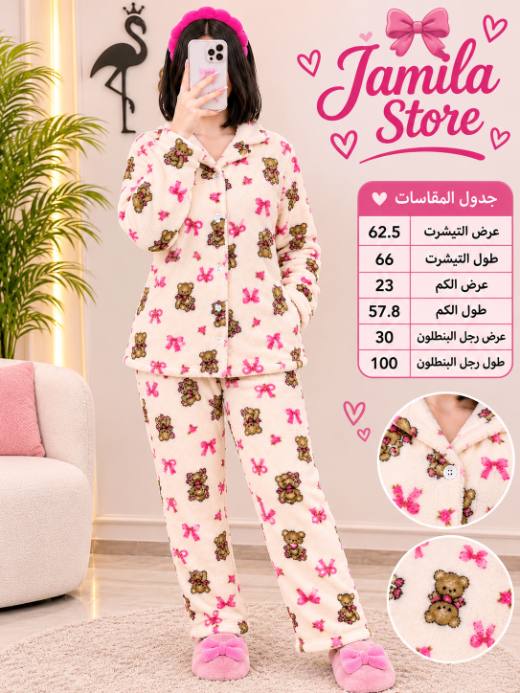 Jamila
Store
جدول المقاسات
عرض التيشرت 62.5
طول التيشرت 66
عرض الكم 23
طول الكم 57.8
عرض رجل البنطلون 30
طول رجل البنطلون 100